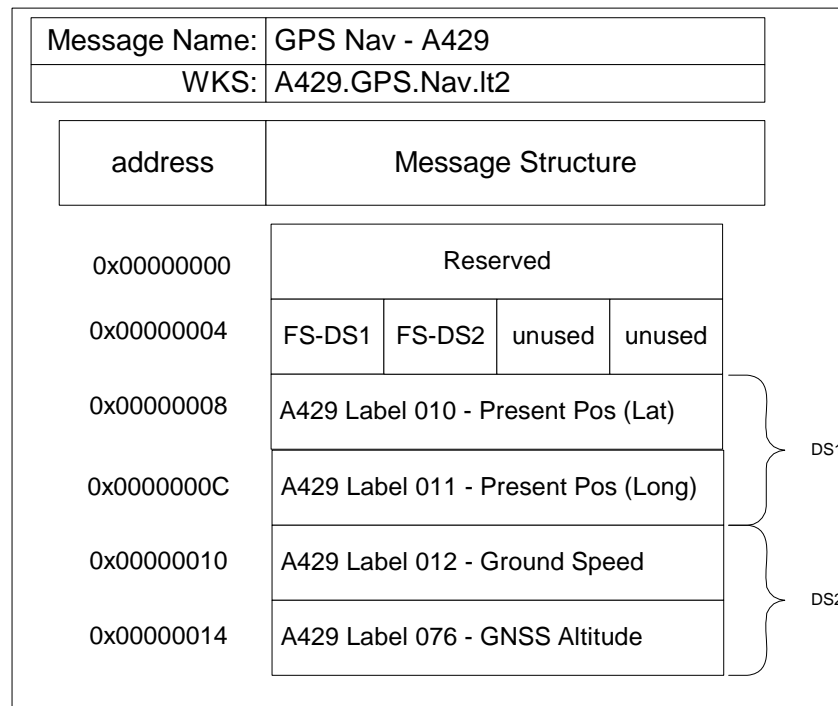 Message Name: GPS Nav - A429
WKS: A429.GPS.Nav.lt2
address Message Structure
0x00000000 Reserved
0x00000004 FS-DS1 FS-DS2 unused unused
0x00000008 A429 Label 010 - Present Pos (Lat)
DS1
0x0000000C A429 Label 011 - Present Pos (Long)
0x00000010 A429 Label 012 - Ground Speed
DS2
0x00000014 A429 Label 076 - GNSS Altitude